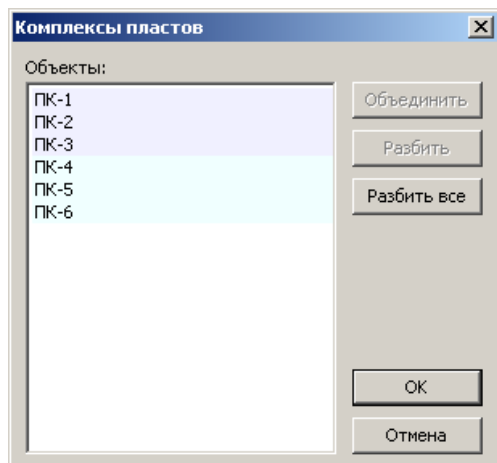 Комплексы пластов
Объекты:
ПК-1
ПК-2
ПК-3
ПК-4
ПК-5
ПК-6
Объединить
Разбить
Разбить все
ОК
Отмена